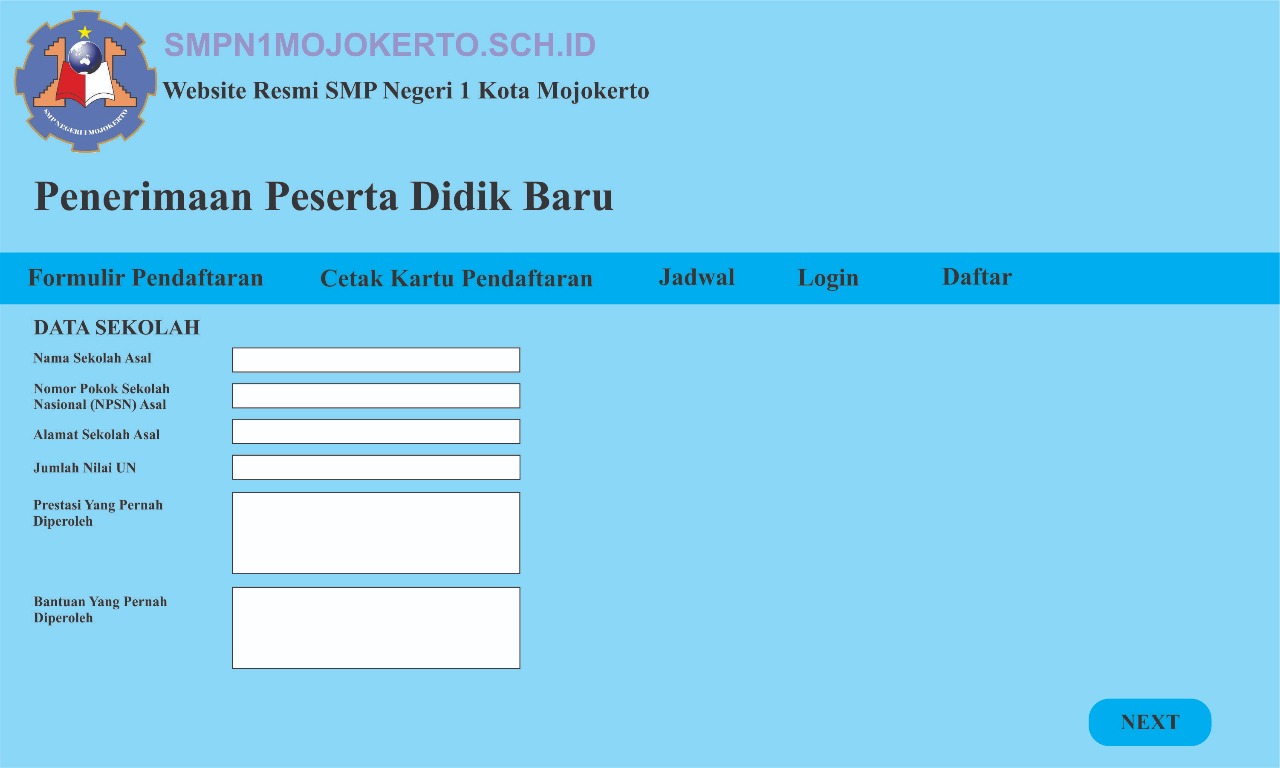 SMPN1MOJOKERTO.SCH.ID
Website Resmi SMP Negeri 1 Kota Mojokerto
SMP NEGERI 1 MOJOKERTO
Penerimaan Peserta Didik Baru
Formulir Pendaftaran Cetak Kartu Pendaftaran Jadwal Login Daftar
DATA SEKOLAH
Nama Sekolah Asal
Nomor Pokok Sekolah
Nasional (NPSN) Asal
Alamat Sekolah Asal
Jumlah Nilai UN
Prestasi Yang Pernah
Diperoleh
Bantuan Yang Pernah
Diperoleh
NEXT